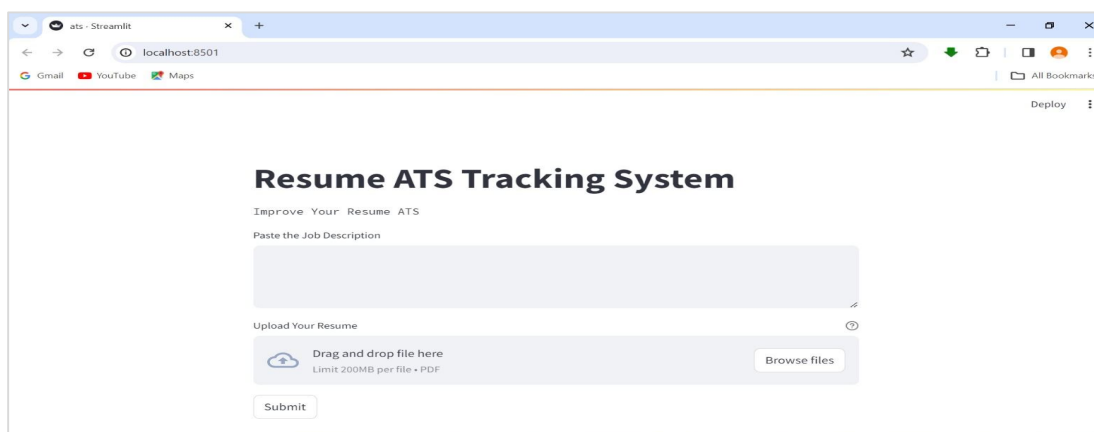 ats · Streamlit
localhost:8501
Gmail YouTube Maps All Bookmarks
Deploy
Resume ATS Tracking System
Improve Your Resume ATS
Paste the Job Description
Upload Your Resume
Drag and drop file here
Limit 200MB per file • PDF
Browse files
Submit